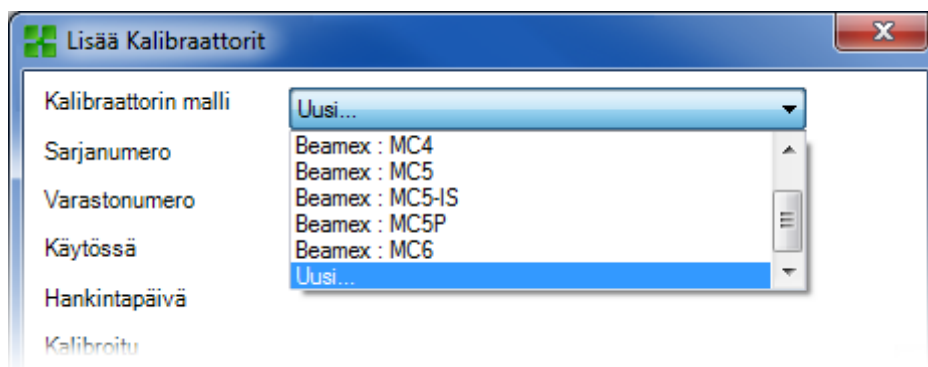 Lisää Kalibraattorit
Kalibraattorin malli
Uusi...
Beamex : MC4
Sarjanumero
Beamex : MC5
Beamex : MC5-IS
Varastonumero
Beamex : MC5P
Käytössä
Beamex : MC6
Uusi...
Hankintapäivä
Kalibroitu